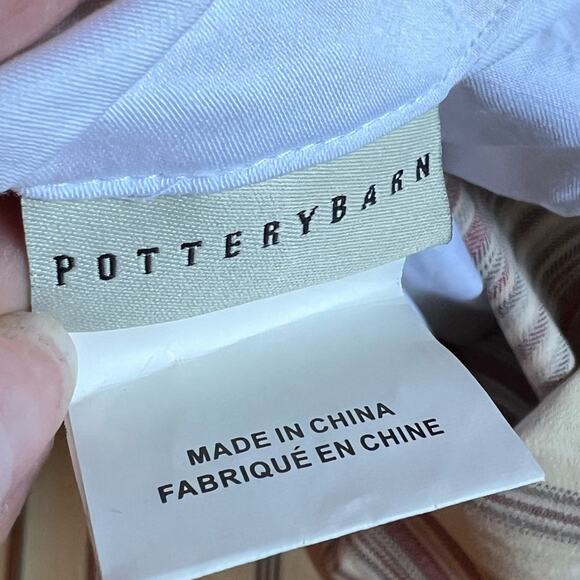 POTTERYBARN
MADE IN CHINA
FABRIQUÉ EN CHINE